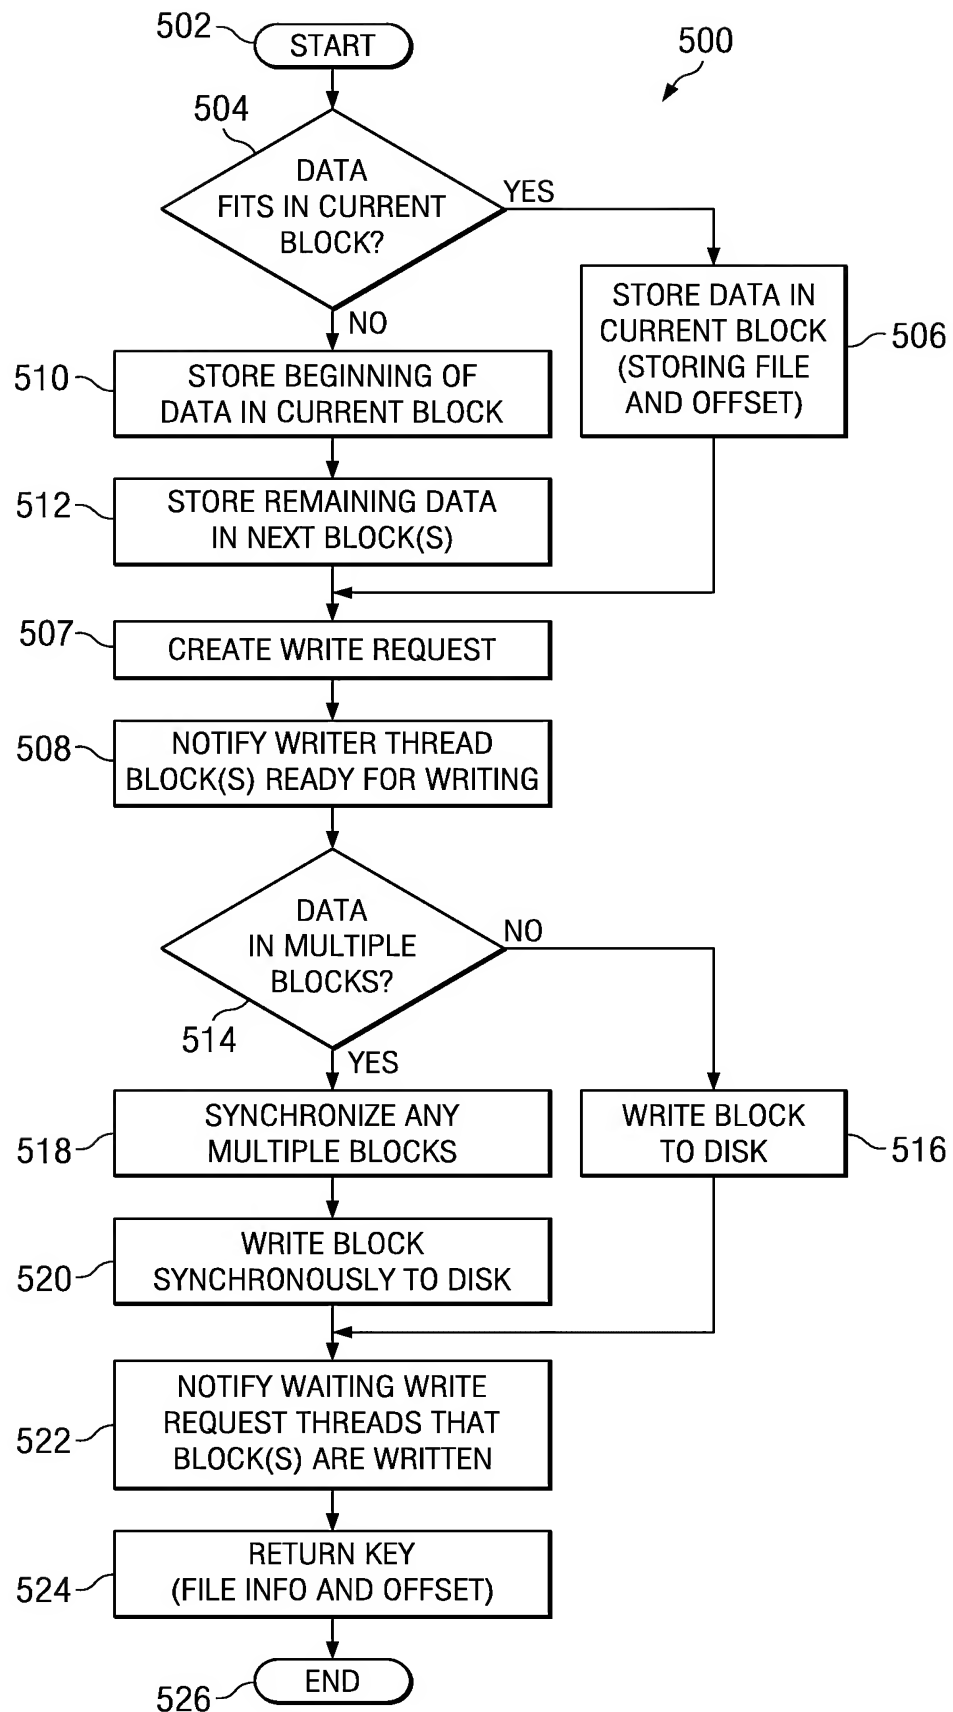 502
START
500
504
DATA
FITS IN CURRENT
BLOCK?
YES
NO
STORE DATA IN
CURRENT BLOCK
(STORING FILE
AND OFFSET)
506
510
STORE BEGINNING OF
DATA IN CURRENT BLOCK
512
STORE REMAINING DATA
IN NEXT BLOCK(S)
507
CREATE WRITE REQUEST
508
NOTIFY WRITER THREAD
BLOCK(S) READY FOR WRITING
DATA
IN MULTIPLE
BLOCKS?
NO
514
YES
518
SYNCHRONIZE ANY
MULTIPLE BLOCKS
WRITE BLOCK
TO DISK
516
520
WRITE BLOCK
SYNCHRONOUSLY TO DISK
522
NOTIFY WAITING WRITE
REQUEST THREADS THAT
BLOCK(S) ARE WRITTEN
524
RETURN KEY
(FILE INFO AND OFFSET)
526
END